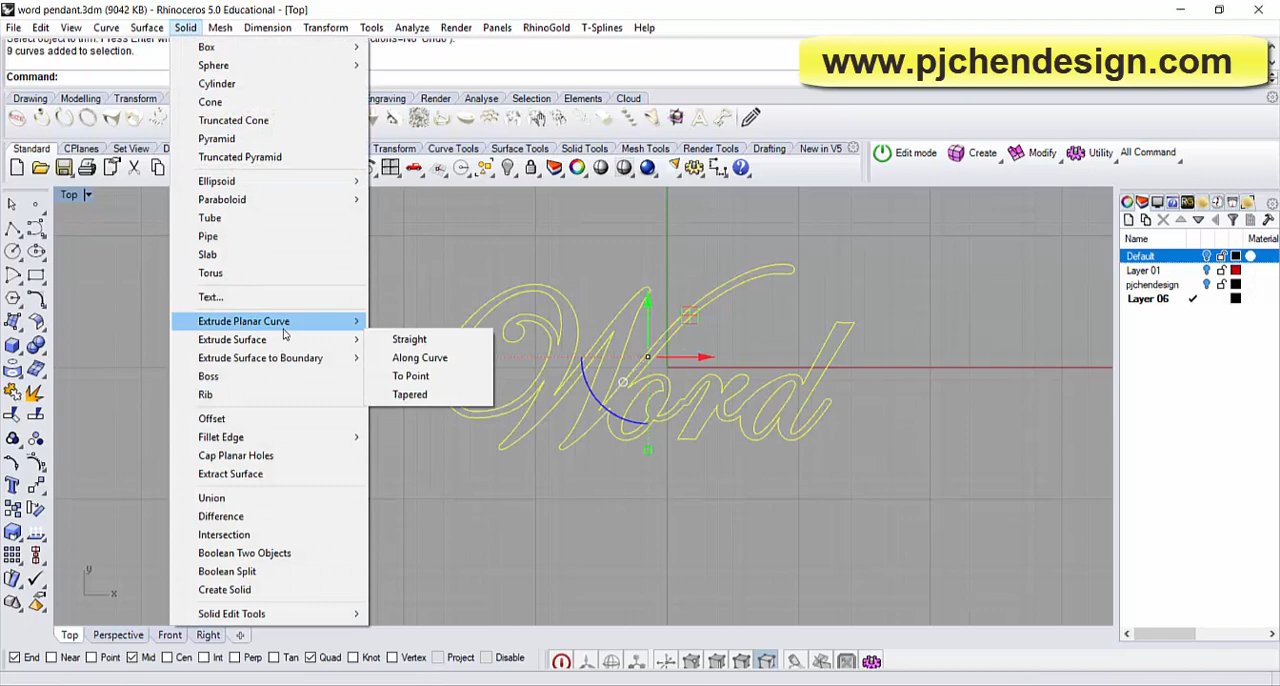 word pendant.3dm (9042 KB) - Rhinoceros 5.0 Educational - [Top]
File Edit View Curve Surface Solid Mesh Dimension Transform Tools Analyze Render Panels RhinoGold T-Splines Help
9 curves added to selection.
www.pjchendesign.com
Command:
Drawing Modelling Transform Render Analyse Selection Elements Cloud
Standard CPlanes Set View Transform Curve Tools Surface Tools Solid Tools Mesh Tools Render Tools Drafting New in V5
Edit mode Create Modify Utility All Command
Top
Box
Sphere
Cylinder
Cone
Truncated Cone
Pyramid
Truncated Pyramid
Ellipsoid
Paraboloid
Tube
Pipe
Slab
Torus
Text...
Extrude Planar Curve
Extrude Surface
Extrude Surface to Boundary
Boss
Rib
Offset
Fillet Edge
Cap Planar Holes
Extract Surface
Union
Difference
Intersection
Boolean Two Objects
Boolean Split
Create Solid
Solid Edit Tools
Straight
Along Curve
To Point
Tapered
Word
y
x
Name Material
Default
Layer 01
pjchendesign
Layer 06
Top Perspective Front Right
End Near Point Mid Cen Int Perp Tan Quad Knot Vertex Project Disable